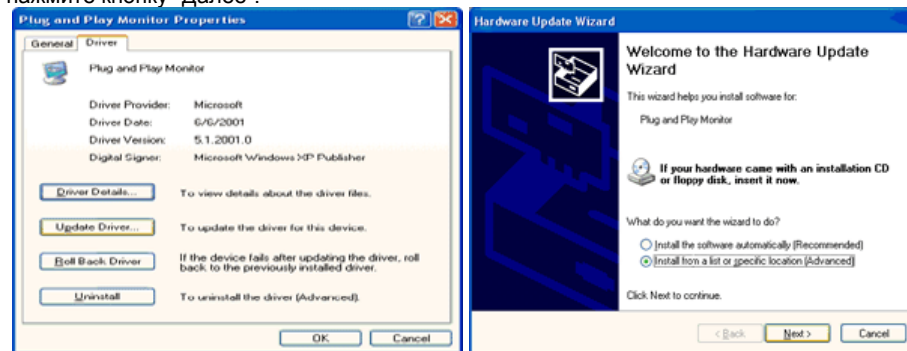 нажмите кнопку "Далее".
Plug and Play Monitor Properties
General
Driver
Plug and Play Monitor
Driver Provider: Microsoft
Driver Date: 6/6/2001
Driver Version: 5.1.2001.0
Digital Signer: Microsoft Windows XP Publisher
Driver Details...
To view details about the driver files.
Update Driver...
To update the driver for this device.
Roll Back Driver
If the device fails after updating the driver, roll
back to the previously installed driver.
Uninstall
To uninstall the driver (Advanced).
OK
Cancel
Hardware Update Wizard
Welcome to the Hardware Update
Wizard
This wizard helps you install software for:
Plug and Play Monitor
If your hardware came with an installation CD
or floppy disk, insert it now.
What do you want the wizard to do?
Install the software automatically (Recommended)
Install from a list or specific location (Advanced)
Click Next to continue.
< Back
Next >
Cancel